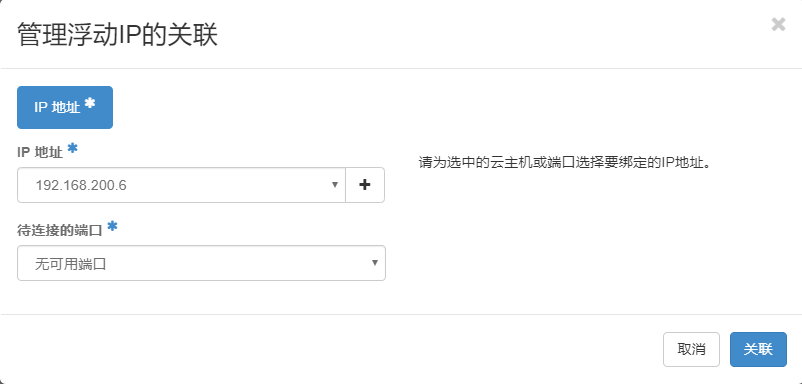 管理浮动IP的关联
×
IP 地址 *
IP 地址 *
192.168.200.6
请为选中的云主机或端口选择要绑定的IP地址。
待连接的端口 *
无可用端口
取消
关联